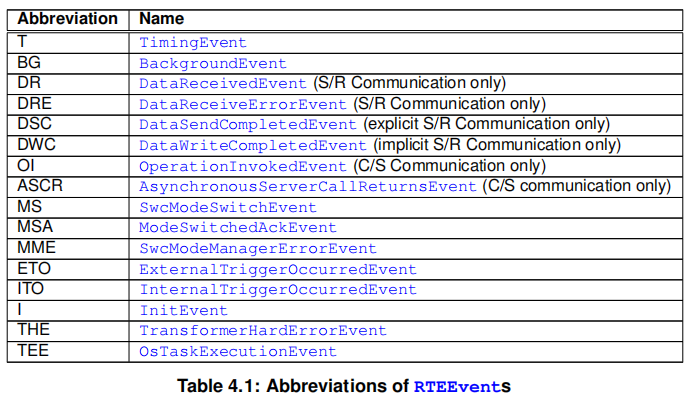 Abbreviation Name
T TimingEvent
BG BackgroundEvent
DR DataReceivedEvent (S/R Communication only)
DRE DataReceiveErrorEvent (S/R Communication only)
DSC DataSendCompletedEvent (explicit S/R Communication only)
DWC DataWriteCompletedEvent (implicit S/R Communication only)
OI OperationInvokedEvent (C/S Communication only)
ASCR AsynchronousServerCallReturnsEvent (C/S communication only)
MS SwcModeSwitchEvent
MSA ModeSwitchedAckEvent
MME SwcModeManagerErrorEvent
ETO ExternalTriggerOccurredEvent
ITO InternalTriggerOccurredEvent
I InitEvent
THE TransformerHardErrorEvent
TEE OsTaskExecutionEvent
Table 4.1: Abbreviations of RTEEvents